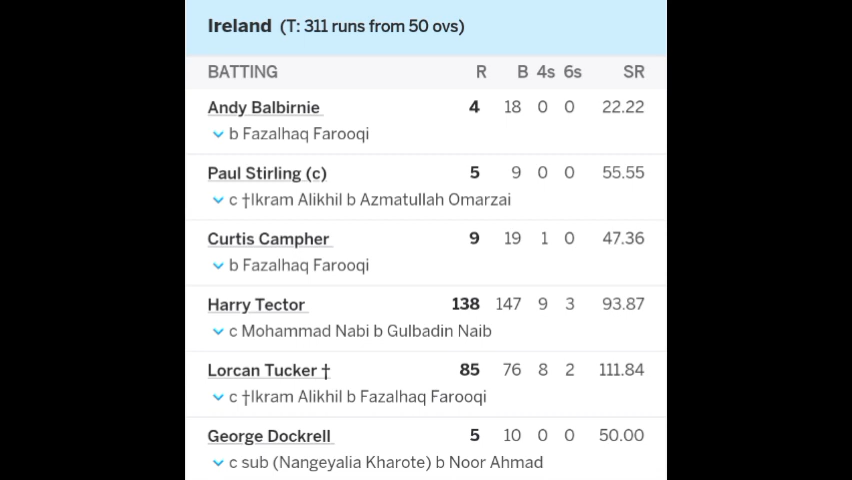 Ireland (T: 311 runs from 50 ovs)
BATTING R B 4s 6s SR
Andy Balbirnie 4 18 0 0 22.22
b Fazalhaq Farooqi
Paul Stirling (c) 5 9 0 0 55.55
c †Ikram Alikhil b Azmatullah Omarzai
Curtis Campher 9 19 1 0 47.36
b Fazalhaq Farooqi
Harry Tector 138 147 9 3 93.87
c Mohammad Nabi b Gulbadin Naib
Lorcan Tucker † 85 76 8 2 111.84
c †Ikram Alikhil b Fazalhaq Farooqi
George Dockrell 5 10 0 0 50.00
c sub (Nangeyalia Kharote) b Noor Ahmad